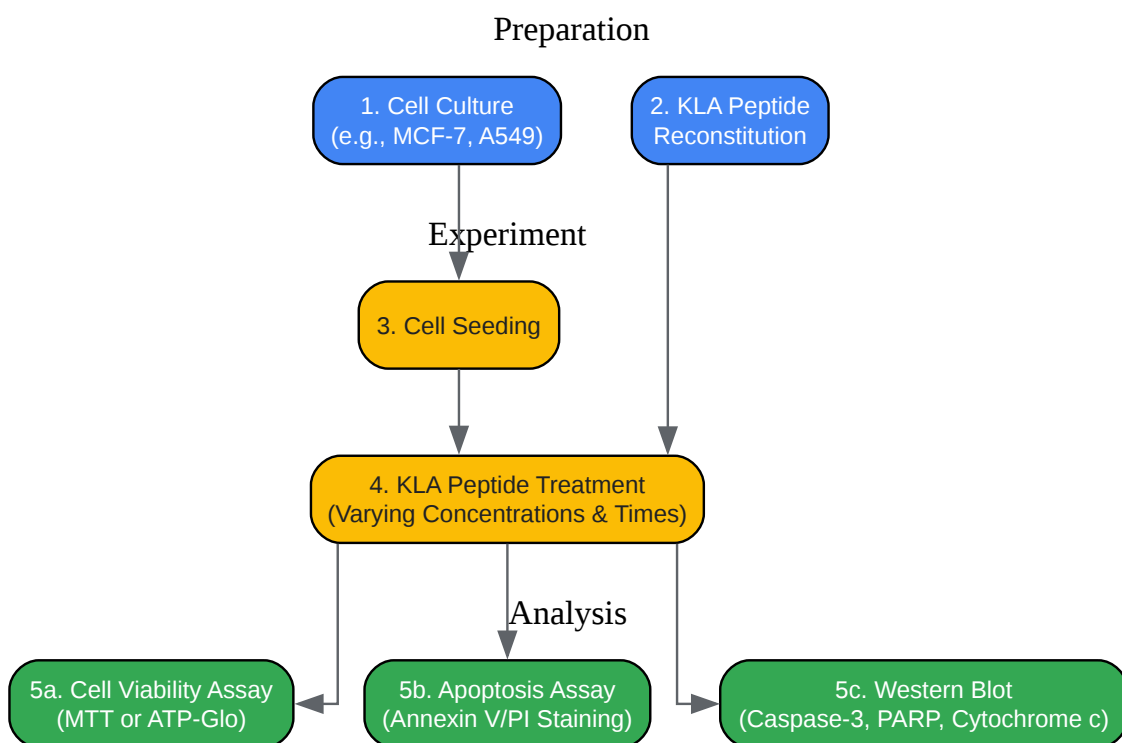 Preparation
1. Cell Culture
(e.g., MCF-7, A549)
2. KLA Peptide
Reconstitution
Experiment
3. Cell Seeding
4. KLA Peptide Treatment
(Varying Concentrations & Times)
Analysis
5a. Cell Viability Assay
(MTT or ATP-Glo)
5b. Apoptosis Assay
(Annexin V/PI Staining)
5c. Western Blot
(Caspase-3, PARP, Cytochrome c)